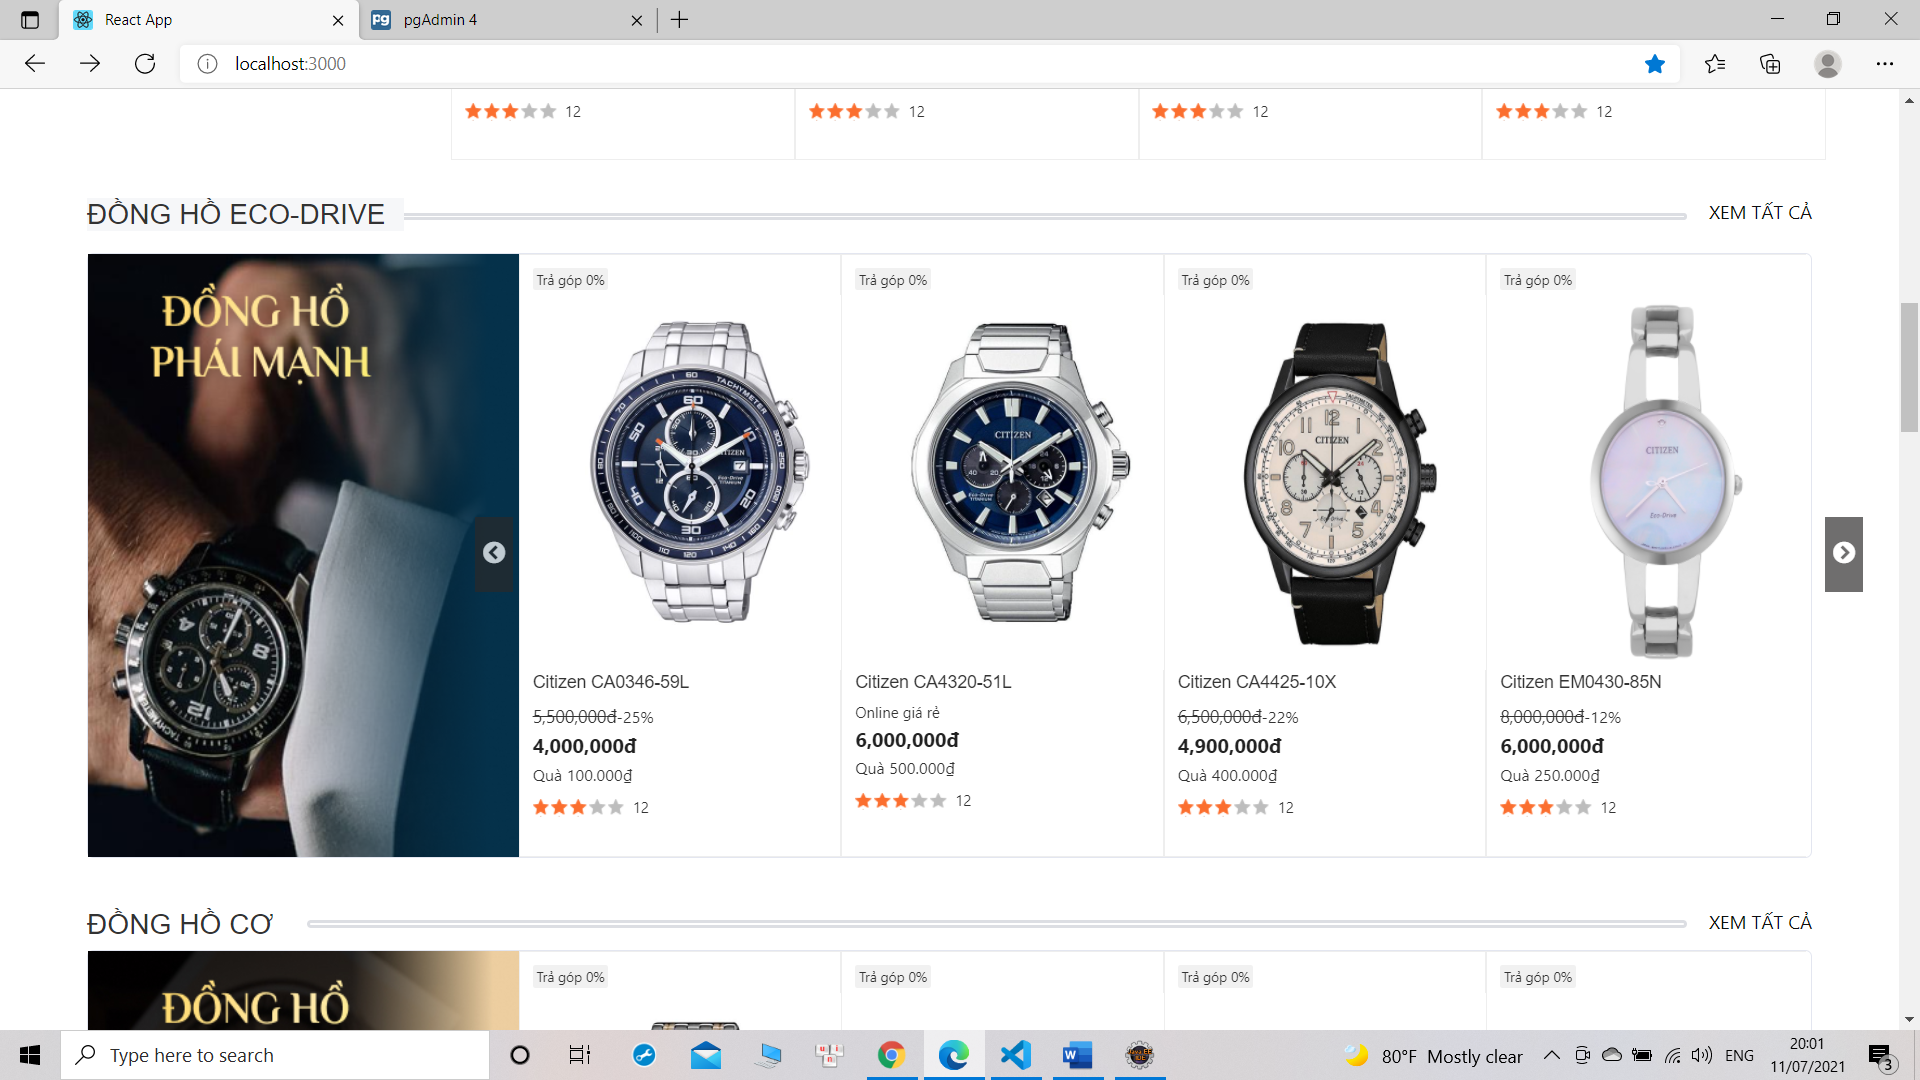 React App
pgAdmin 4
localhost:3000
12
12
12
12
ĐỒNG HỒ ECO-DRIVE
XEM TẤT CẢ
ĐỒNG HỒ
PHÁI MẠNH
Trả góp 0%
Trả góp 0%
Trả góp 0%
Trả góp 0%
CITIZEN
CITIZEN
CITIZEN
Eco-Drive
Citizen CA0346-59L
5,500,000đ-25%
4,000,000đ
Quà 100.000₫
12
Citizen CA4320-51L
Online giá rẻ
6,000,000đ
Quà 500.000₫
12
Citizen CA4425-10X
6,500,000đ-22%
4,900,000đ
Quà 400.000₫
12
Citizen EM0430-85N
8,000,000đ-12%
6,000,000đ
Quà 250.000₫
12
ĐỒNG HỒ CƠ
XEM TẤT CẢ
ĐỒNG HỒ
Trả góp 0%
Trả góp 0%
Trả góp 0%
Trả góp 0%
Type here to search
80°F Mostly clear
ENG
20:01
11/07/2021
3